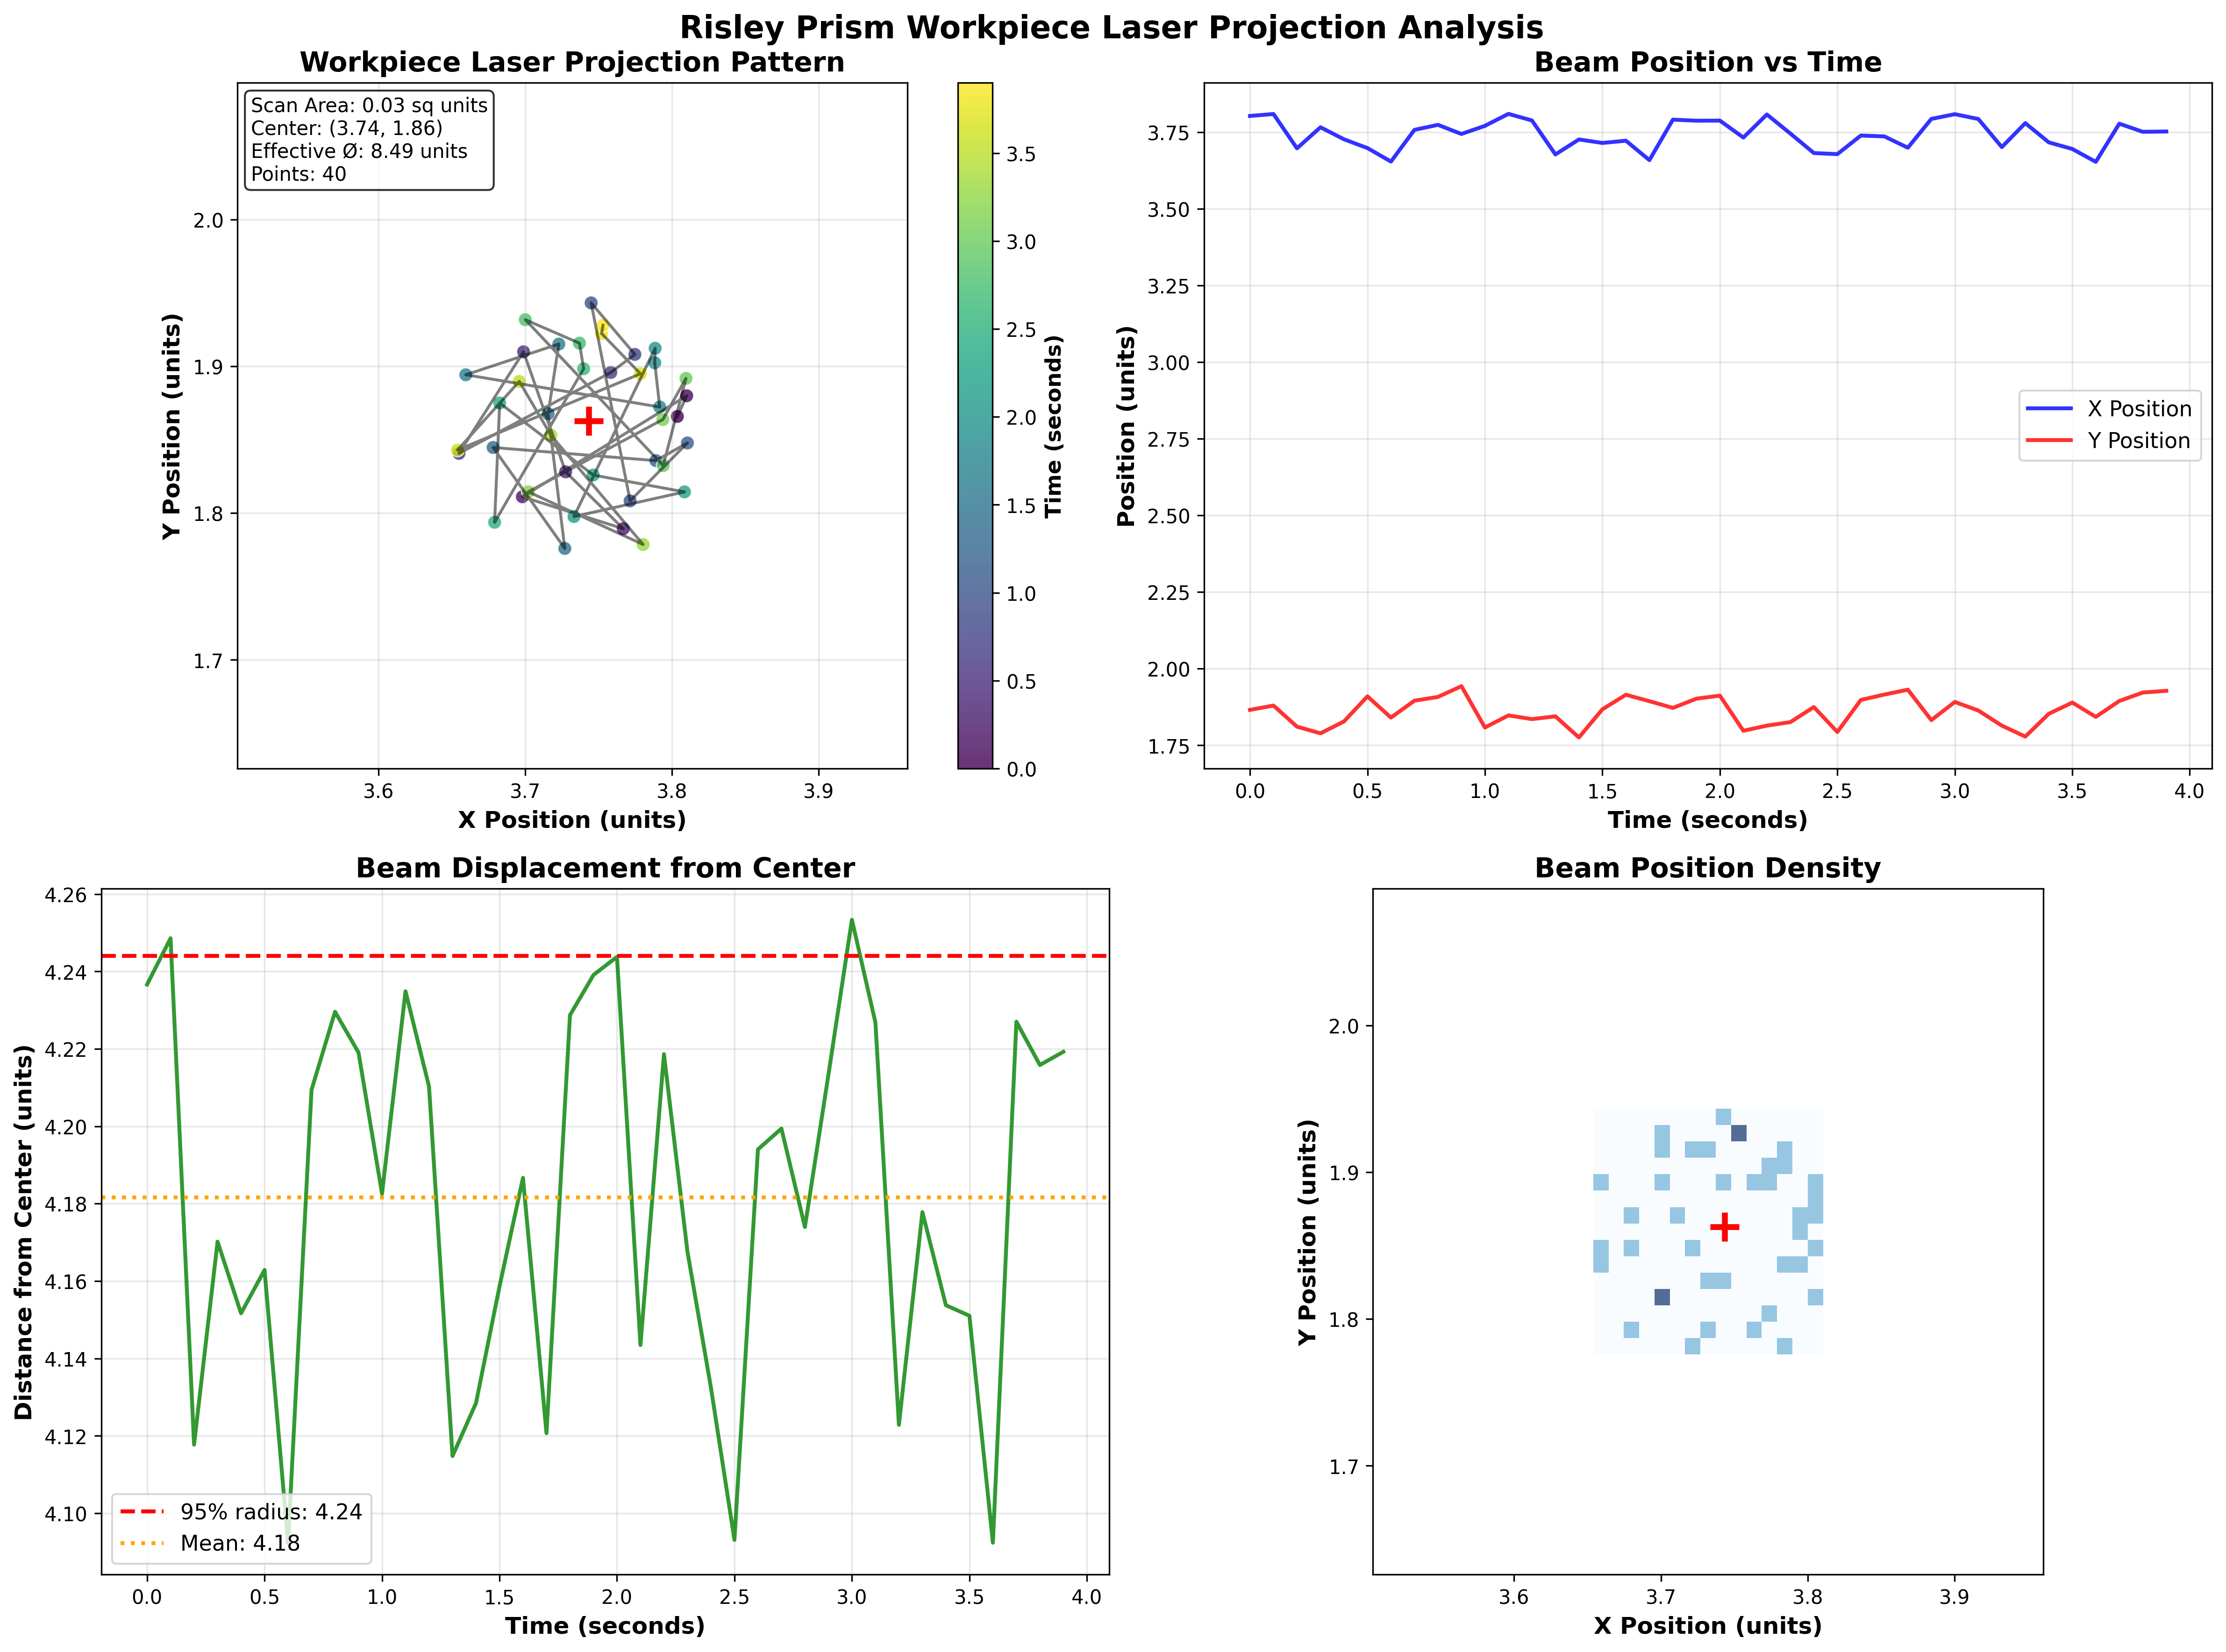 Risley Prism Workpiece Laser Projection Analysis
Workpiece Laser Projection Pattern
Scan Area: 0.03 sq units
Center: (3.74, 1.86)
Effective Ø: 8.49 units
Points: 40
Y Position (units)
2.0
1.9
1.8
1.7
3.6
3.7
3.8
3.9
X Position (units)
3.5
3.0
2.5
2.0
1.5
1.0
0.5
0.0
Time (seconds)
Beam Position vs Time
Position (units)
3.75
3.50
3.25
3.00
2.75
2.50
2.25
2.00
1.75
X Position
Y Position
0.0
0.5
1.0
1.5
2.0
2.5
3.0
3.5
4.0
Time (seconds)
Beam Displacement from Center
Distance from Center (units)
4.26
4.24
4.22
4.20
4.18
4.16
4.14
4.12
4.10
95% radius: 4.24
Mean: 4.18
0.0
0.5
1.0
1.5
2.0
2.5
3.0
3.5
4.0
Time (seconds)
Beam Position Density
Y Position (units)
2.0
1.9
1.8
1.7
3.6
3.7
3.8
3.9
X Position (units)